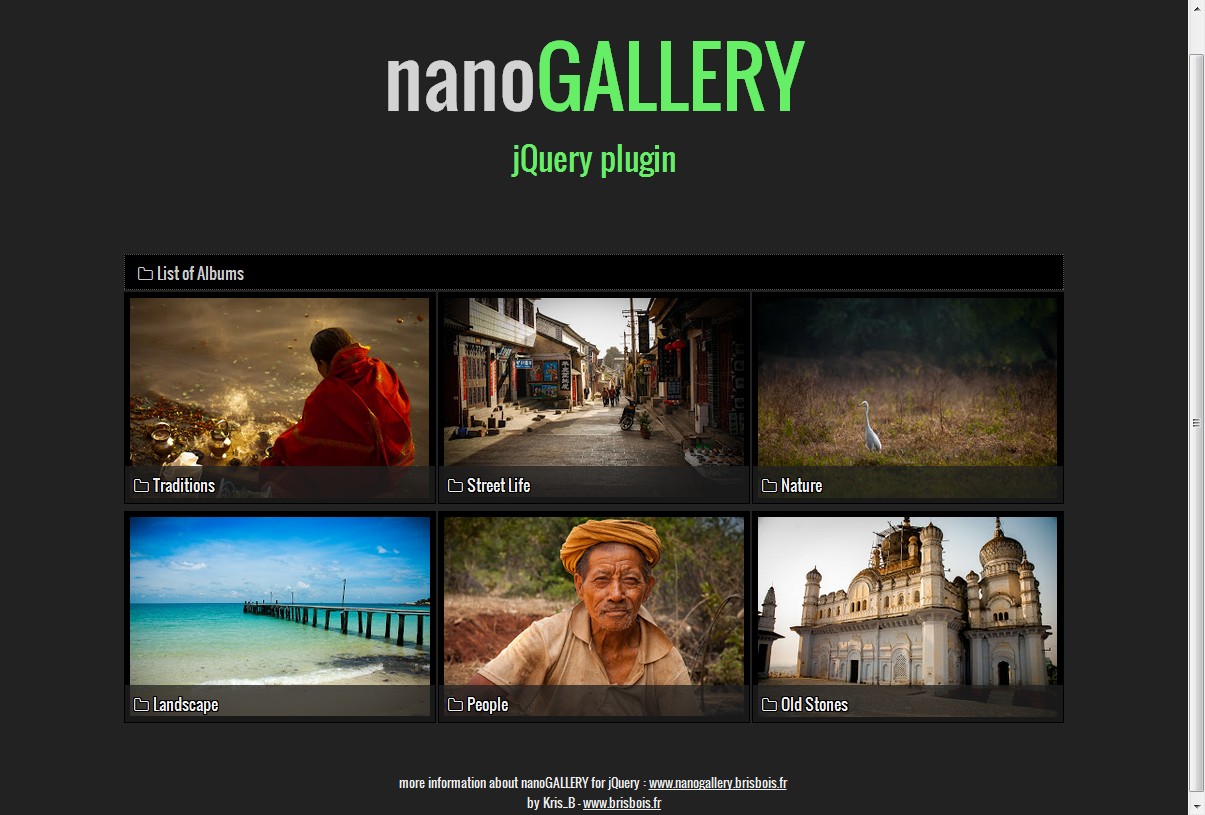 nanoGALLERY
jQuery plugin
List of Albums
Traditions
Street Life
Nature
Landscape
People
Old Stones
more information about nanoGALLERY for jQuery : www.nanogallery.brisbois.fr
by Kris_B - www.brisbois.fr